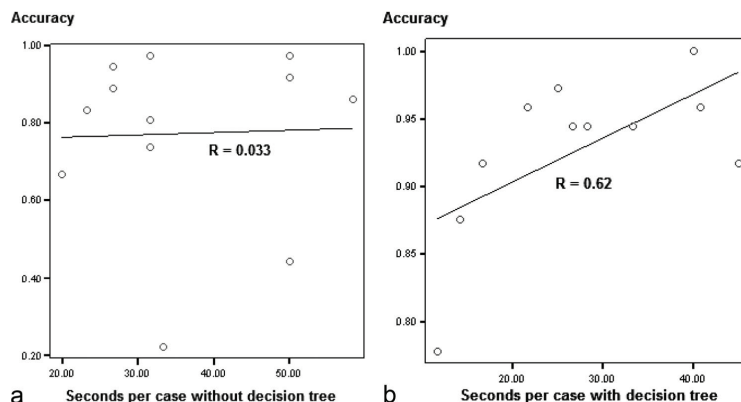 Accuracy
1.00
0.80
0.60
0.40
0.20
R = 0.033
20.00 30.00 40.00 50.00
a Seconds per case without decision tree
Accuracy
1.00
0.95
0.90
0.85
0.80
R = 0.62
20.00 30.00 40.00
b Seconds per case with decision tree